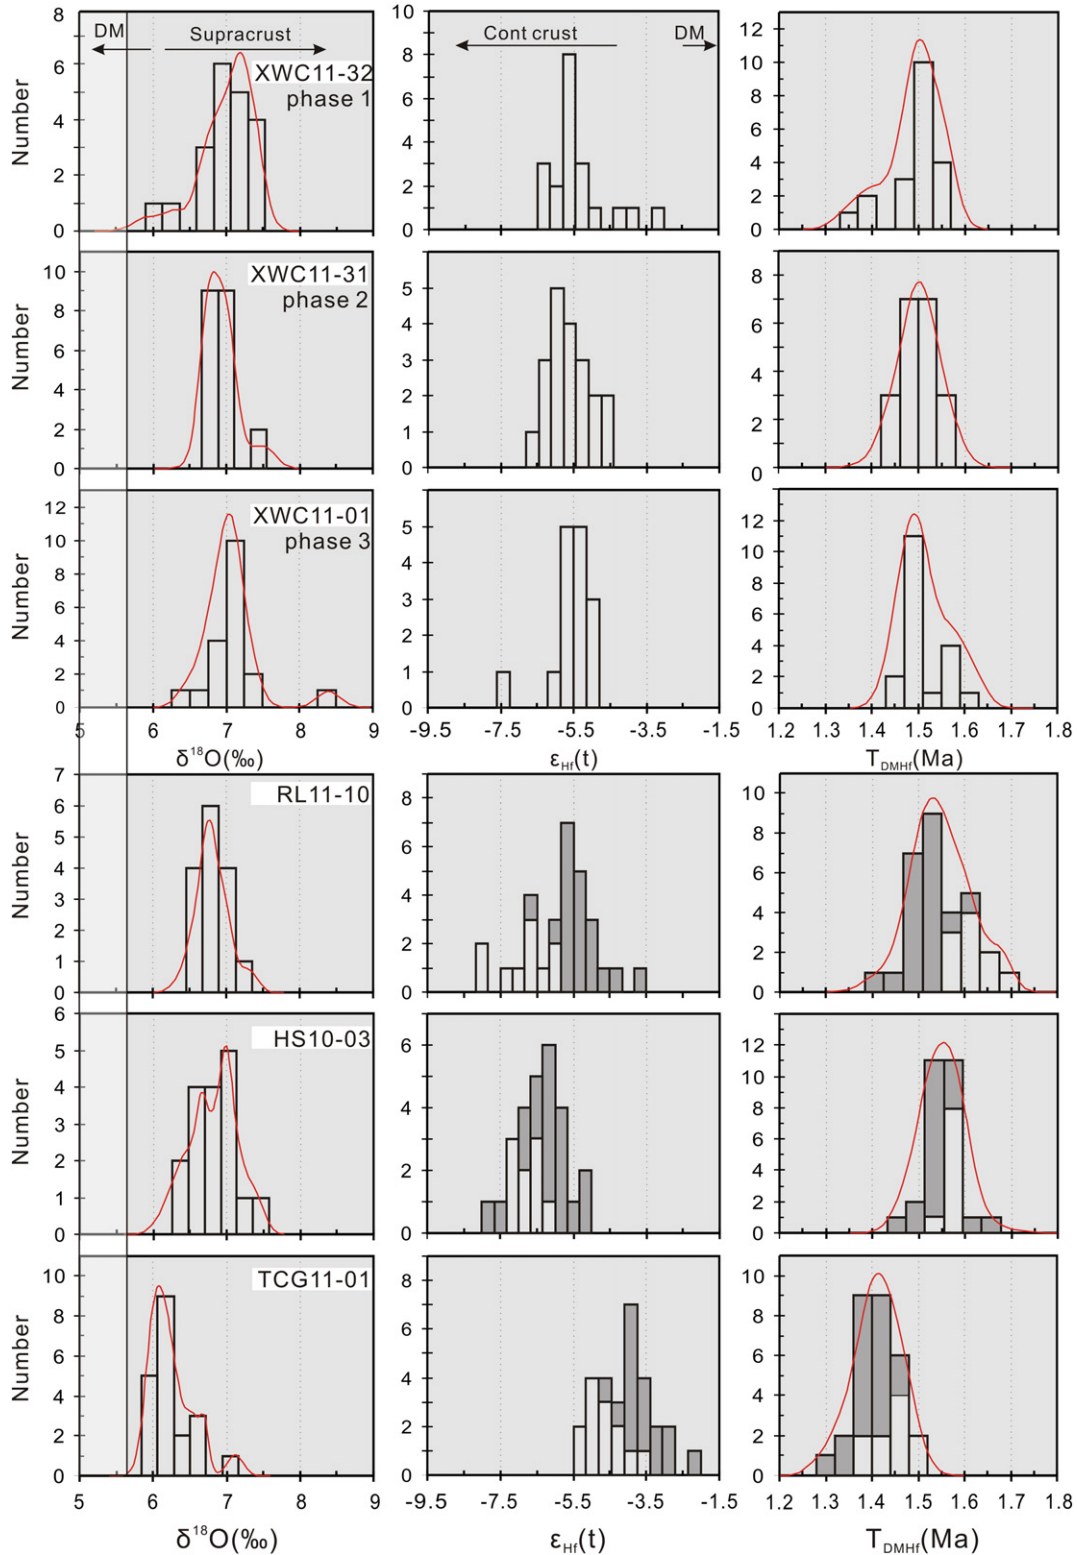 8 10 12
DM Supracrust Cont crust DM
XWC11-32
phase 1
Number
6 4 2 0
8 6 4 2 0
10 8 6 4 2 0
XWC11-31
phase 2
Number
10 8 6 4 2 0
5 4 3 2 1 0
8 6 4 2 0
XWC11-01
phase 3
Number
12 10 8 6 4 2 0
5 4 3 2 1 0
12 10 8 6 4 2 0
5 6 7 8 9
-9.5 -7.5 -5.5 -3.5 -1.5
1.2 1.3 1.4 1.5 1.6 1.7 1.8
δ¹⁸O(‰) εHf(t) TDMHf(Ma)
RL11-10
Number
7 6 5 4 3 2 1 0
8 6 4 2 0
10 8 6 4 2 0
HS10-03
Number
6 5 4 3 2 1 0
6 4 2 0
14 12 10 8 6 4 2 0
TCG11-01
Number
10 8 6 4 2 0
8 6 4 2 0
10 8 6 4 2 0
5 6 7 8 9
-9.5 -7.5 -5.5 -3.5 -1.5
1.2 1.3 1.4 1.5 1.6 1.7 1.8
δ¹⁸O(‰) εHf(t) TDMHf(Ma)